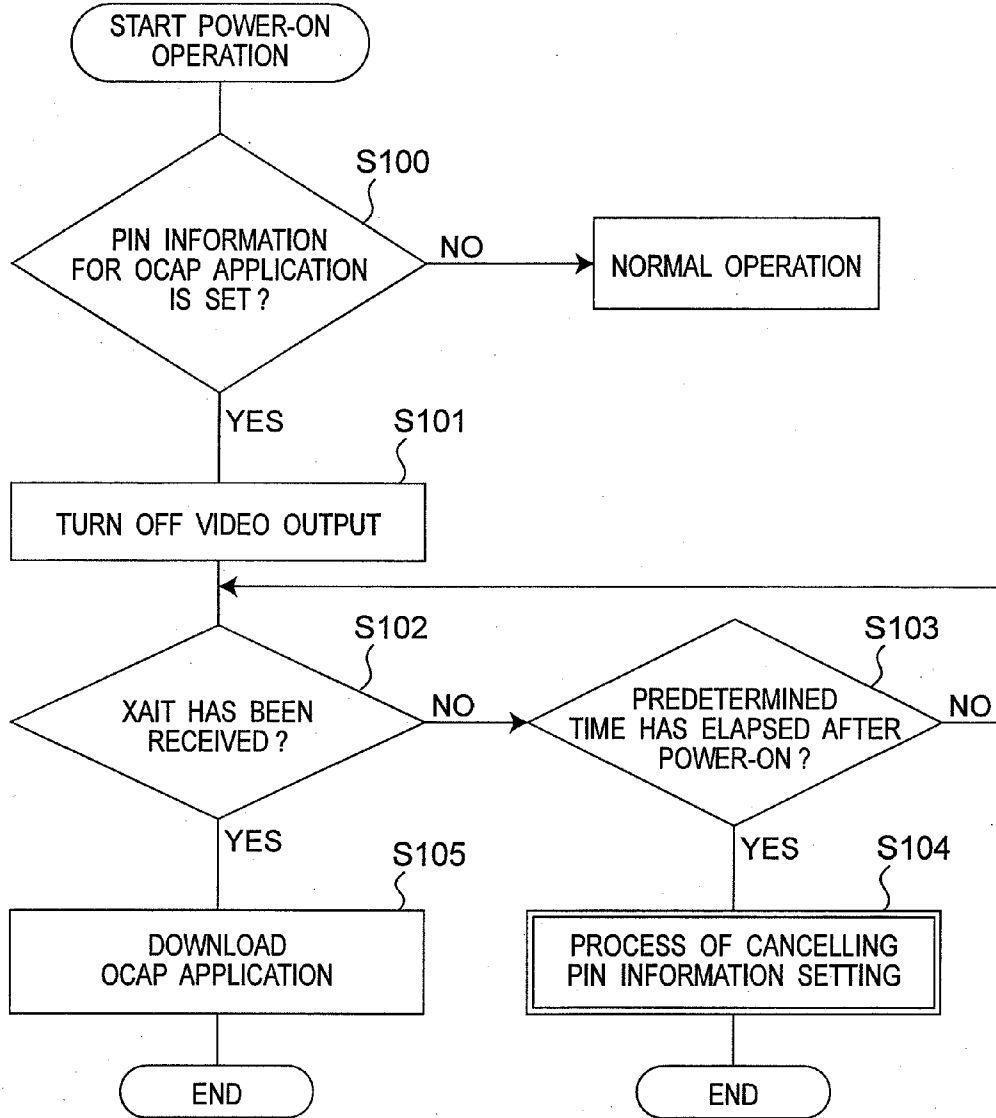 START POWER-ON
OPERATION
S100
PIN INFORMATION
FOR OCAP APPLICATION
IS SET ?
NO
NORMAL OPERATION
YES
S101
TURN OFF VIDEO OUTPUT
S102
XAIT HAS BEEN
RECEIVED ?
NO
S103
PREDETERMINED
TIME HAS ELAPSED AFTER
POWER-ON ?
NO
YES
S105
DOWNLOAD
OCAP APPLICATION
END
YES
S104
PROCESS OF CANCELLING
PIN INFORMATION SETTING
END